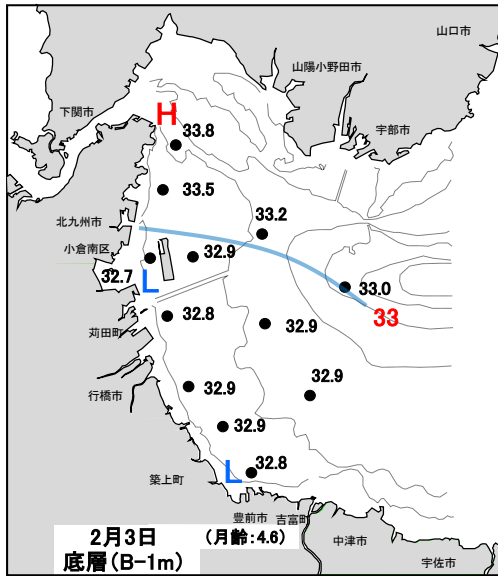 山口市
山陽小野田市
下関市
宇部市
H
33.8
33.5
北九州市
33.2
小倉南区
32.9
32.7
L
33.0
33
32.8
32.9
苅田町
32.9
行橋市
32.9
32.9
L
32.8
築上町
豊前市
吉富町
中津市
宇佐市
2月3日 (月齢:4.6)
底層(B-1m)